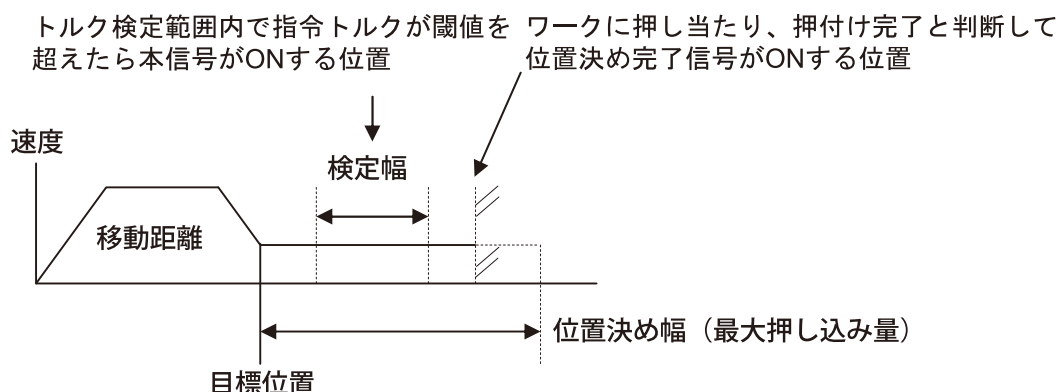 トルク検定範囲内で指令トルクが閾値を
超えたら本信号がONする位置
ワークに押し当たり、押付け完了と判断して
位置決め完了信号がONする位置
速度
検定幅
移動距離
位置決め幅（最大押し込み量）
目標位置